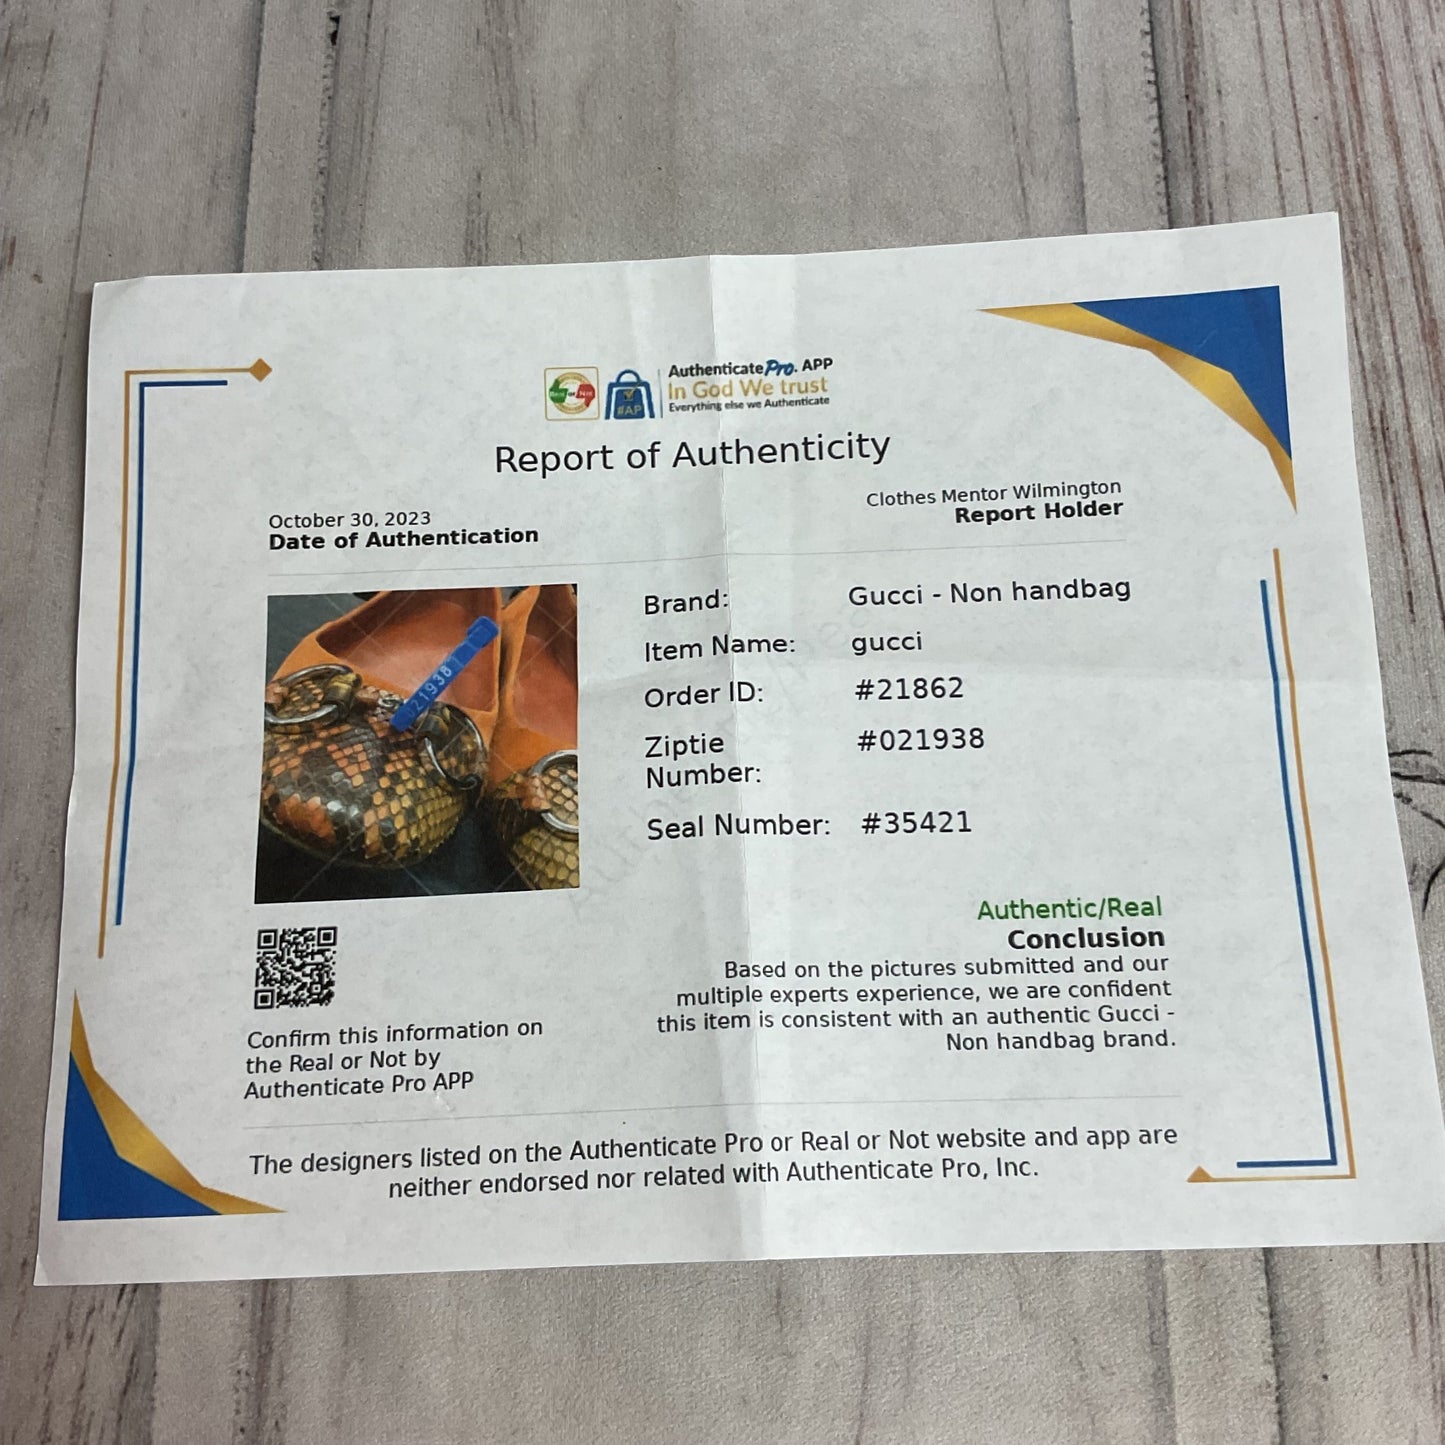 Real or Not
#AP
AuthenticatePro. APP
In God We trust
Everything else we Authenticate
Report of Authenticity
October 30, 2023
Date of Authentication
Clothes Mentor Wilmington
Report Holder
021938
Brand: Gucci - Non handbag
Item Name: gucci
Order ID: #21862
Ziptie #021938
Number:
Seal Number: #35421
Authentic/Real
Conclusion
Based on the pictures submitted and our
multiple experts experience, we are confident
this item is consistent with an authentic Gucci -
Non handbag brand.
Confirm this information on
the Real or Not by
Authenticate Pro APP
The designers listed on the Authenticate Pro or Real or Not website and app are
neither endorsed nor related with Authenticate Pro, Inc.